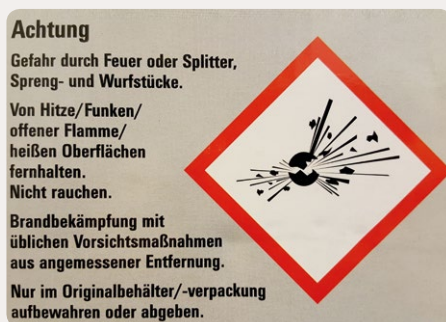 Achtung
Gefahr durch Feuer oder Splitter,
Spreng- und Wurfstücke.
Von Hitze/Funken/
offener Flamme/
heißen Oberflächen
fernhalten.
Nicht rauchen.
Brandbekämpfung mit
üblichen Vorsichtsmaßnahmen
aus angemessener Entfernung.
Nur im Originalbehälter/-verpackung
aufbewahren oder abgeben.